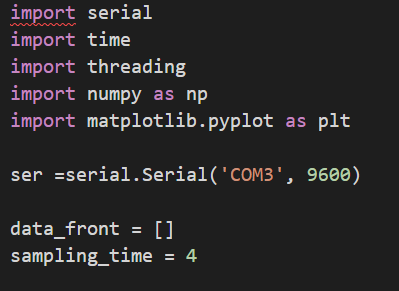 import serial
import time
import threading
import numpy as np
import matplotlib.pyplot as plt
ser =serial.Serial('COM3', 9600)
data_front = []
sampling_time = 4